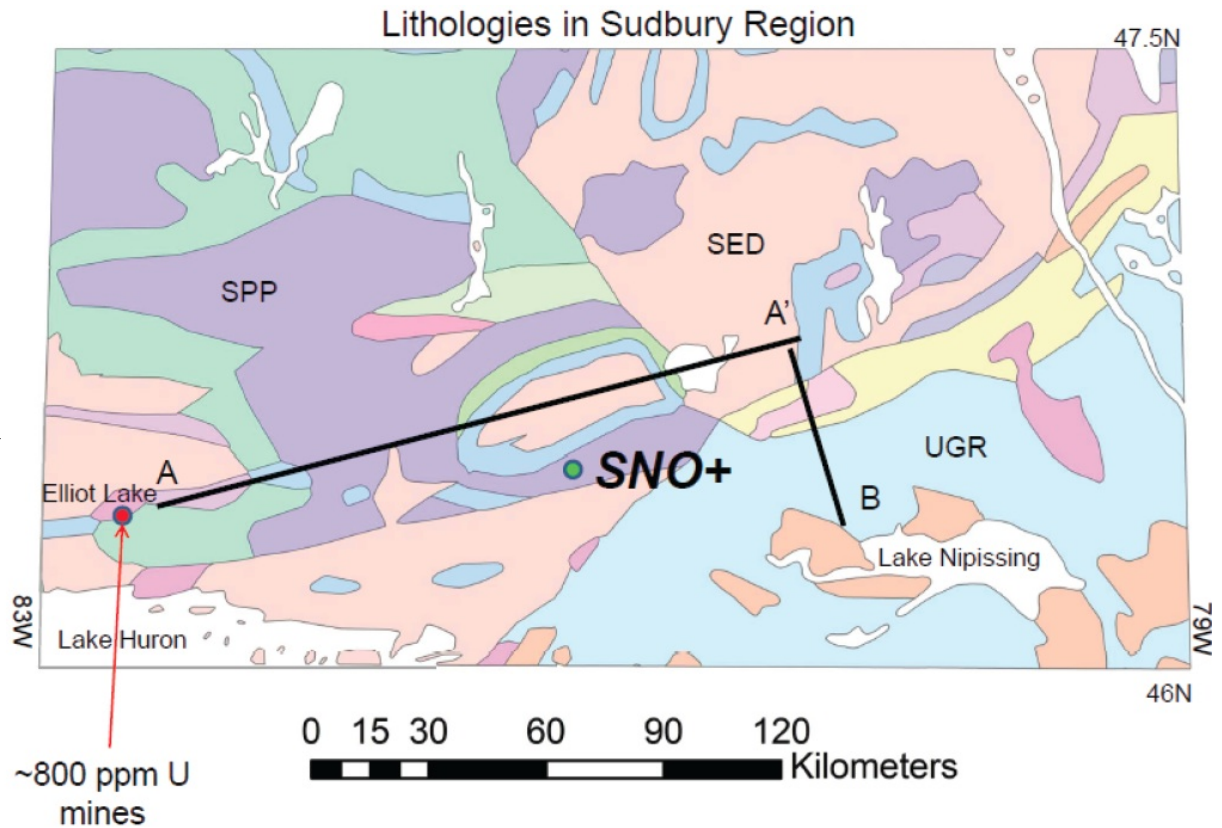 Lithologies in Sudbury Region
47.5N
SED
SPP
A'
A
Elliot Lake
SNO+
UGR
B
Lake Nipissing
83W
Lake Huron
79W
46N
0 15 30 60 90 120
Kilometers
~800 ppm U
mines